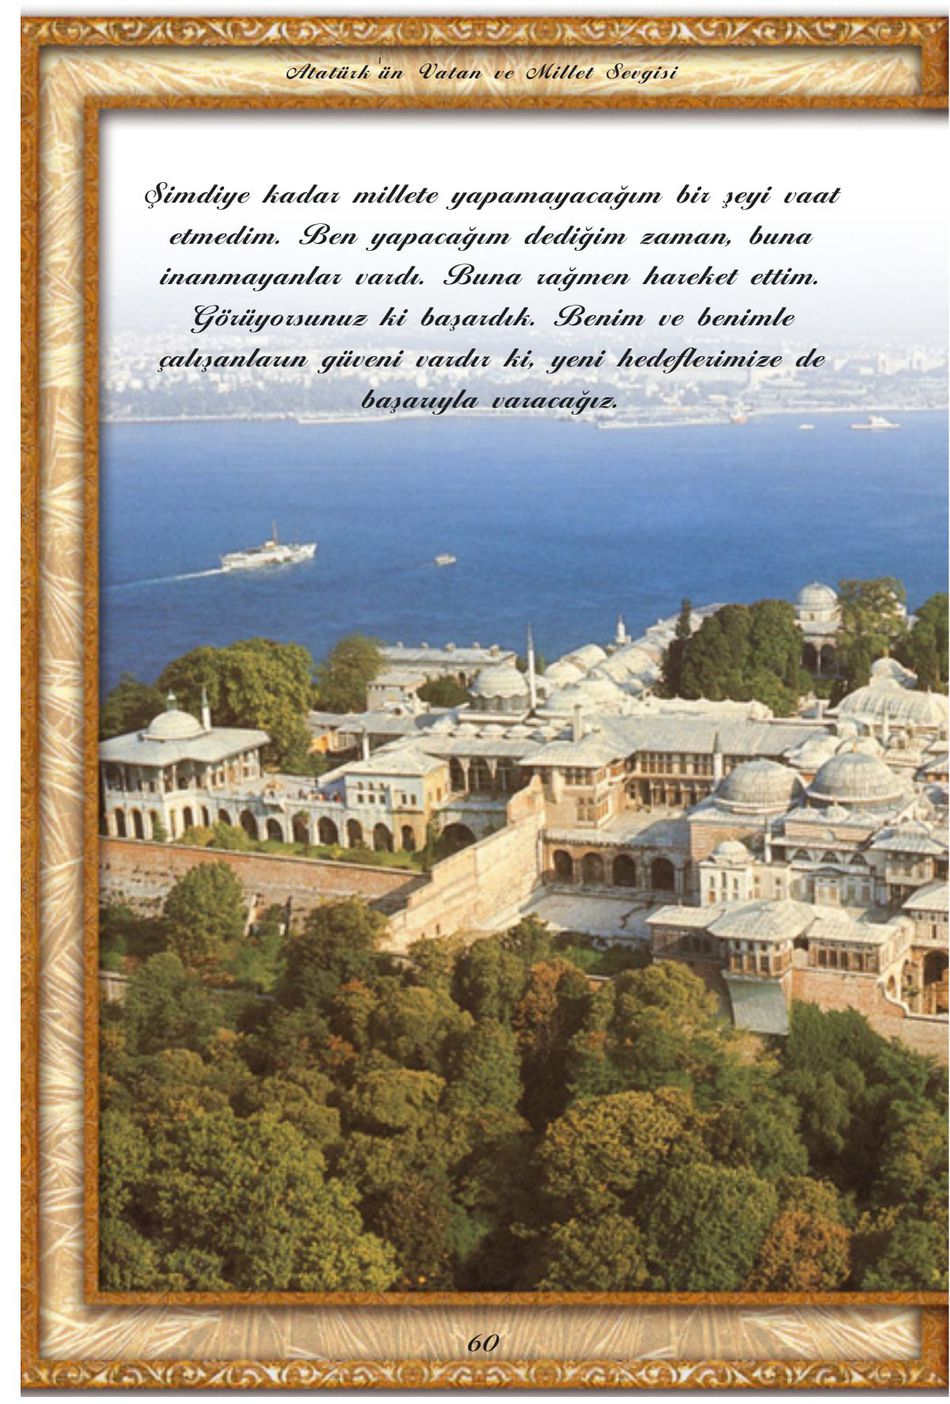 Atatürk'ün Vatan ve Millet Sevgisi
Şimdiye kadar millete yapamayacağım bir şeyi vaat
etmedim. Ben yapacağım dediğim zaman, buna
inanmayanlar vardı. Buna rağmen hareket ettim.
Görüyorsunuz ki başardık. Benim ve benimle
çalışanların güveni vardır ki, yeni hedeflerimize de
başarıyla varacağız.
60